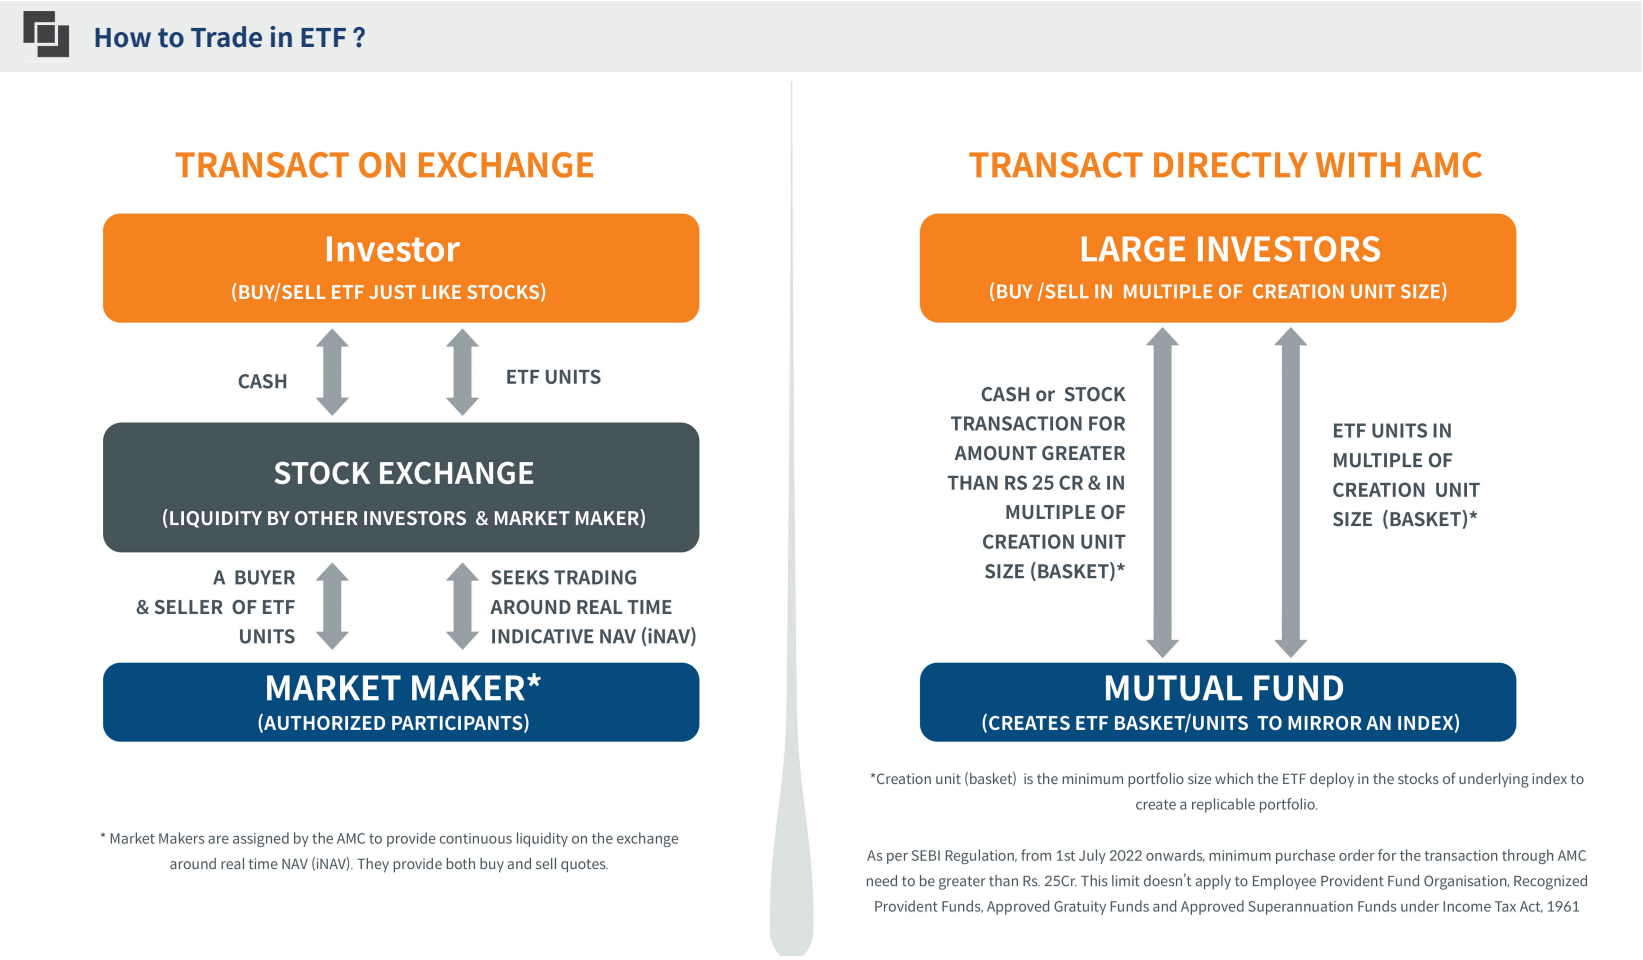 How to Trade in ETF ?
TRANSACT ON EXCHANGE
Investor
(BUY/SELL ETF JUST LIKE STOCKS)
CASH
ETF UNITS
STOCK EXCHANGE
(LIQUIDITY BY OTHER INVESTORS & MARKET MAKER)
A BUYER
& SELLER OF ETF
UNITS
SEEKS TRADING
AROUND REAL TIME
INDICATIVE NAV (iNAV)
MARKET MAKER*
(AUTHORIZED PARTICIPANTS)
* Market Makers are assigned by the AMC to provide continuous liquidity on the exchange
around real time NAV (iNAV). They provide both buy and sell quotes.
TRANSACT DIRECTLY WITH AMC
LARGE INVESTORS
(BUY /SELL IN MULTIPLE OF CREATION UNIT SIZE)
CASH or STOCK
TRANSACTION FOR
AMOUNT GREATER
THAN RS 25 CR & IN
MULTIPLE OF
CREATION UNIT
SIZE (BASKET)*
ETF UNITS IN
MULTIPLE OF
CREATION UNIT
SIZE (BASKET)*
MUTUAL FUND
(CREATES ETF BASKET/UNITS TO MIRROR AN INDEX)
*Creation unit (basket) is the minimum portfolio size which the ETF deploy in the stocks of underlying index to
create a replicable portfolio.
As per SEBI Regulation, from 1st July 2022 onwards, minimum purchase order for the transaction through AMC
need to be greater than Rs. 25Cr. This limit doesn't apply to Employee Provident Fund Organisation, Recognized
Provident Funds, Approved Gratuity Funds and Approved Superannuation Funds under Income Tax Act, 1961